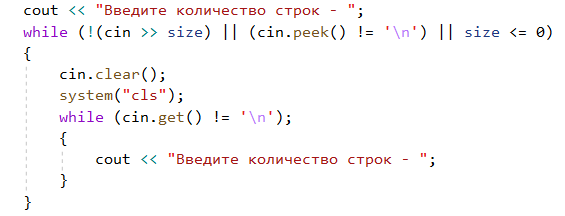 cout << "Введите количество строк - ";
while (!(cin >> size) || (cin.peek() != '\n') || size <= 0)
{
    cin.clear();
    system("cls");
    while (cin.get() != '\n');
    {
        cout << "Введите количество строк - ";
    }
}